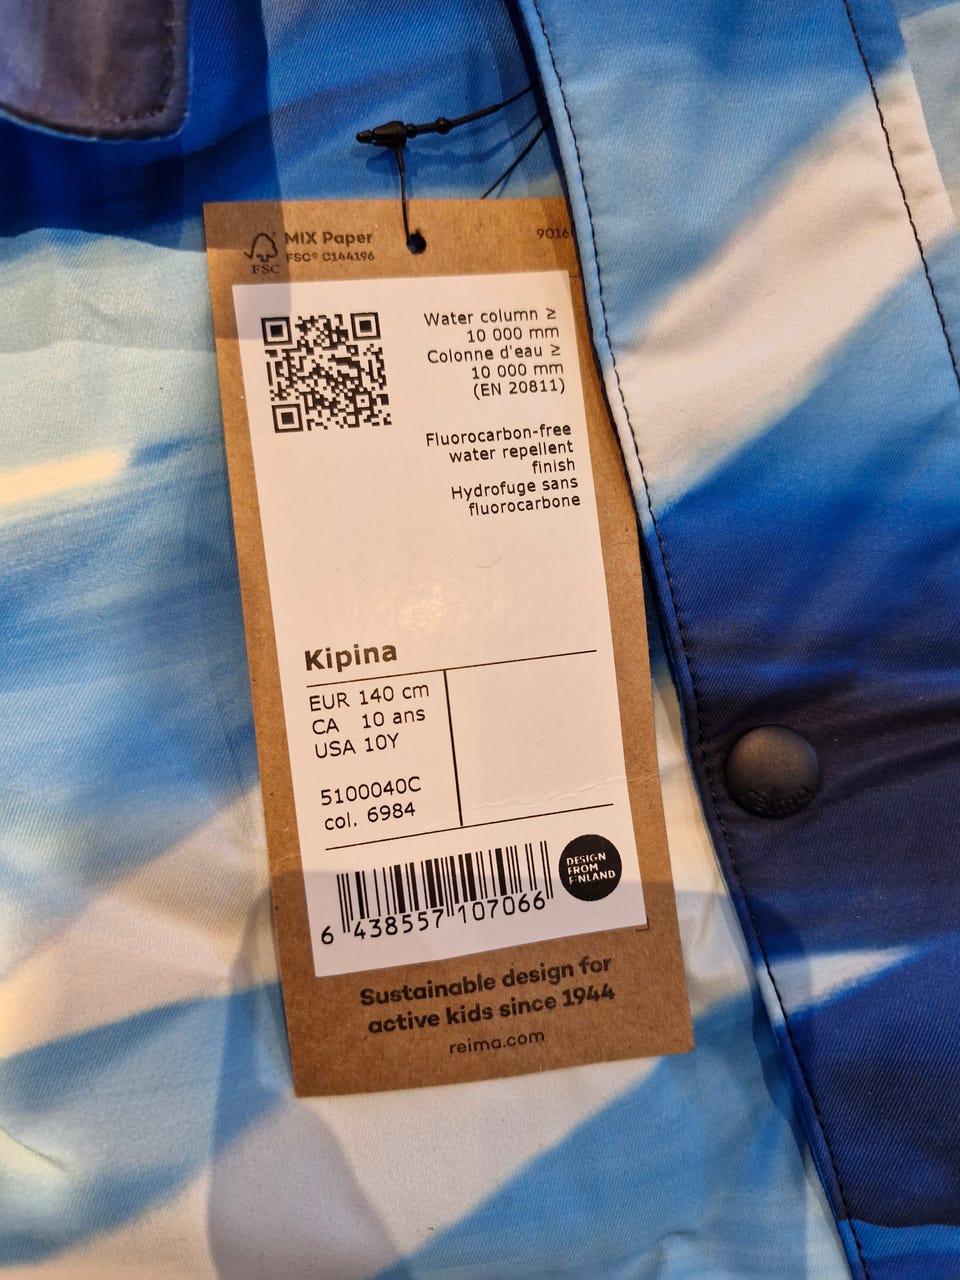 MIX Paper
FSC® C144196
FSC
Water column ≥
10 000 mm
Colonne d'eau ≥
10 000 mm
(EN 20811)
Fluorocarbon-free
water repellent
finish
Hydrofuge sans
fluorocarbone
Kipina
EUR 140 cm
CA 10 ans
USA 10Y
5100040C
col. 6984
6 438557 107066
DESIGN
FROM
FINLAND
Sustainable design for
active kids since 1944
reima.com
reima